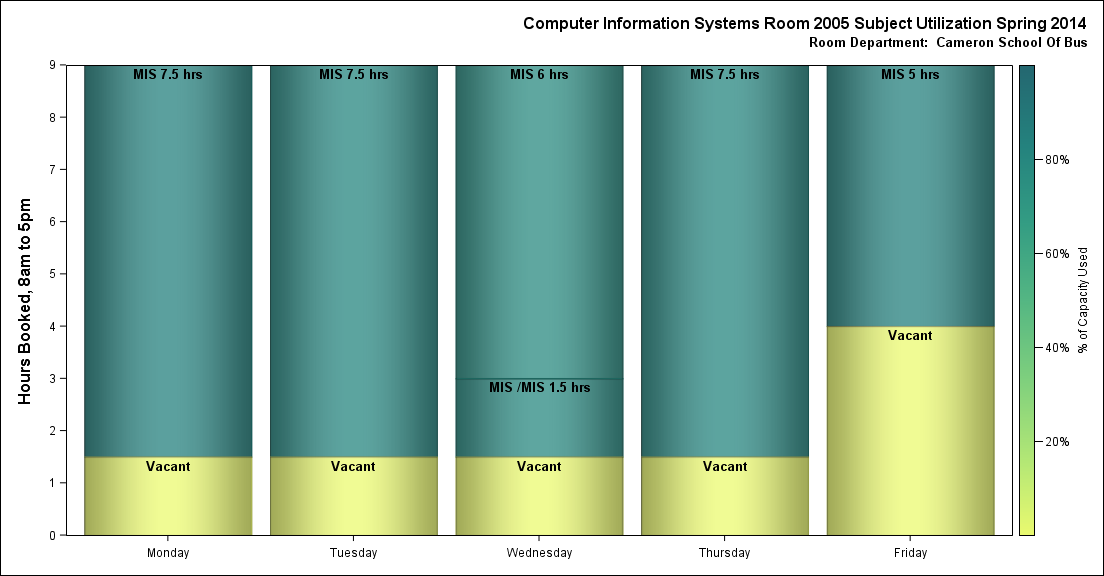 Computer Information Systems Room 2005 Subject Utilization Spring 2014
Room Department:  Cameron School Of Bus
Hours Booked, 8am to 5pm
9
8
7
6
5
4
3
2
1
0
MIS 7.5 hrs
MIS 7.5 hrs
MIS 6 hrs
MIS 7.5 hrs
MIS 5 hrs
Vacant
MIS /MIS 1.5 hrs
Vacant
Vacant
Vacant
Vacant
Monday
Tuesday
Wednesday
Thursday
Friday
80%
60%
40%
20%
% of Capacity Used